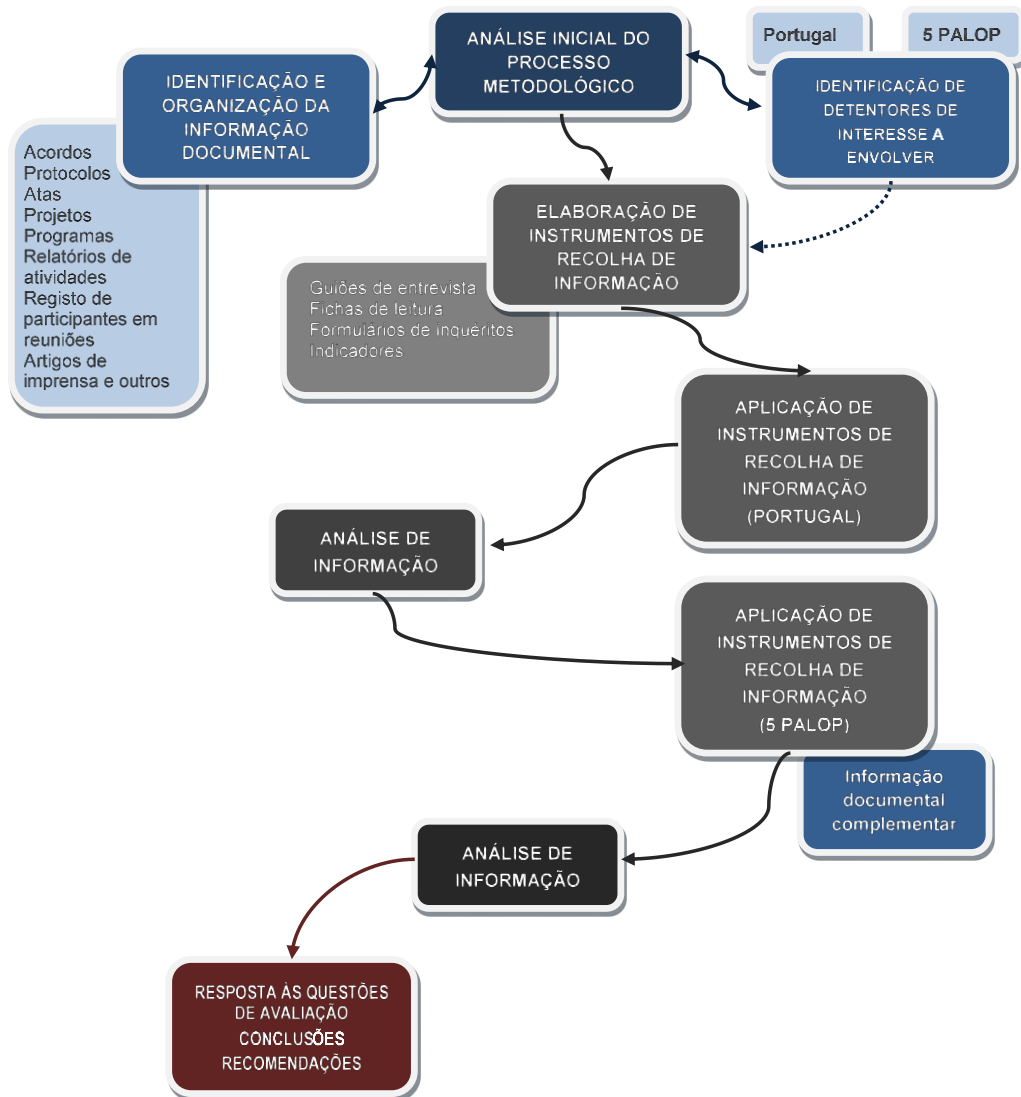 ANÁLISE INICIAL DO
PROCESSO
METODOLÓGICO
Portugal
5 PALOP
IDENTIFICAÇÃO E
ORGANIZAÇÃO DA
INFORMAÇÃO
DOCUMENTAL
IDENTIFICAÇÃO DE
DETENTORES DE
INTERESSE A
ENVOLVER
Acordos
Protocolos
Atas
Projetos
Programas
Relatórios de
atividades
Registo de
participantes em
reuniões
Artigos de
imprensa e outros
ELABORAÇÃO DE
INSTRUMENTOS DE
RECOLHA DE
INFORMAÇÃO
Guiões de entrevista
Fichas de leitura
Formulários de inquéritos
Indicadores
APLICAÇÃO DE
INSTRUMENTOS DE
RECOLHA DE
INFORMAÇÃO
(PORTUGAL)
ANÁLISE DE
INFORMAÇÃO
APLICAÇÃO DE
INSTRUMENTOS DE
RECOLHA DE
INFORMAÇÃO
(5 PALOP)
Informação
documental
complementar
ANÁLISE DE
INFORMAÇÃO
RESPOSTA ÀS QUESTÕES
DE AVALIAÇÃO
CONCLUSÕES
RECOMENDAÇÕES